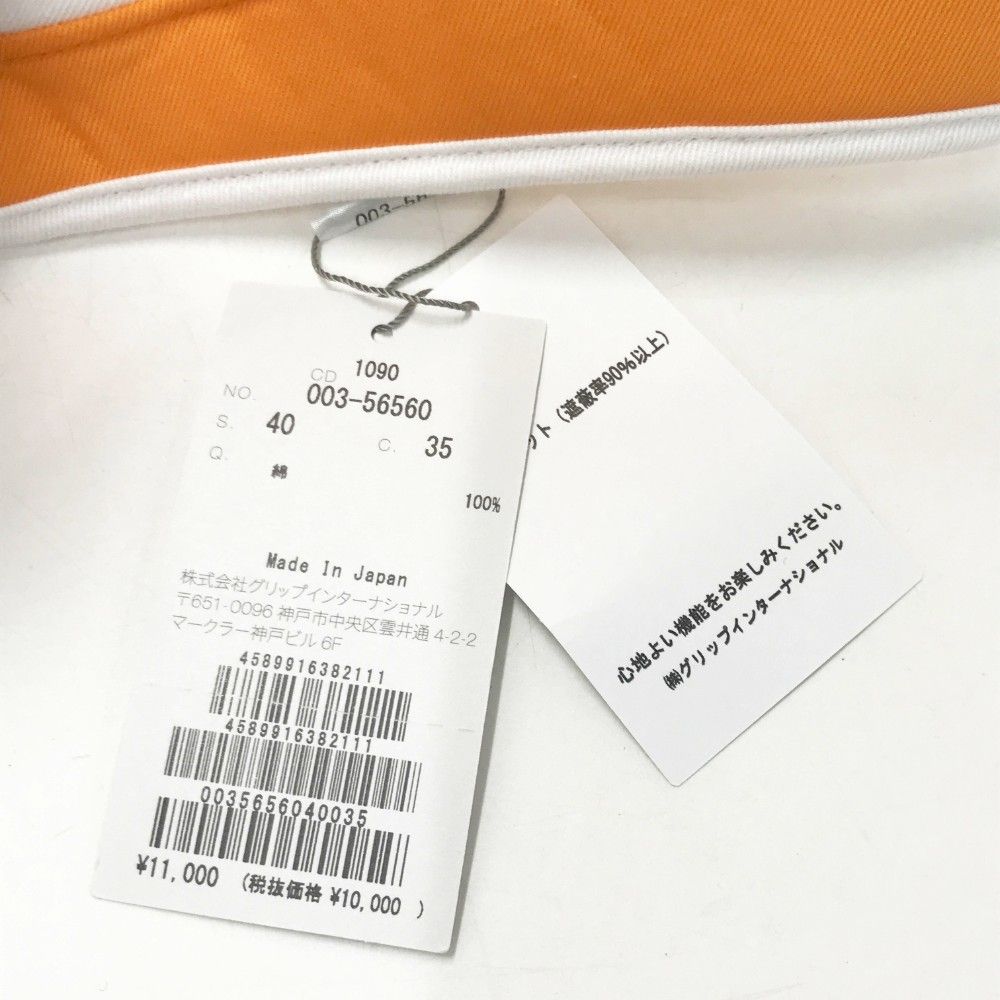 003-56
CD 1090
NO. 003-56560
S. 40 C. 35
Q. 綿
100%
Made In Japan
株式会社グリップインターナショナル
〒651-0096 神戸市中央区雲井通 4-2-2
マークラー神戸ビル 6F
4589916382111
4589916382111
0035656040035
¥11,000 (税抜価格 ¥10,000 )
ット(遮蔽率90%以上)
心地よい機能をお楽しみください。
㈱グリップインターナショナル